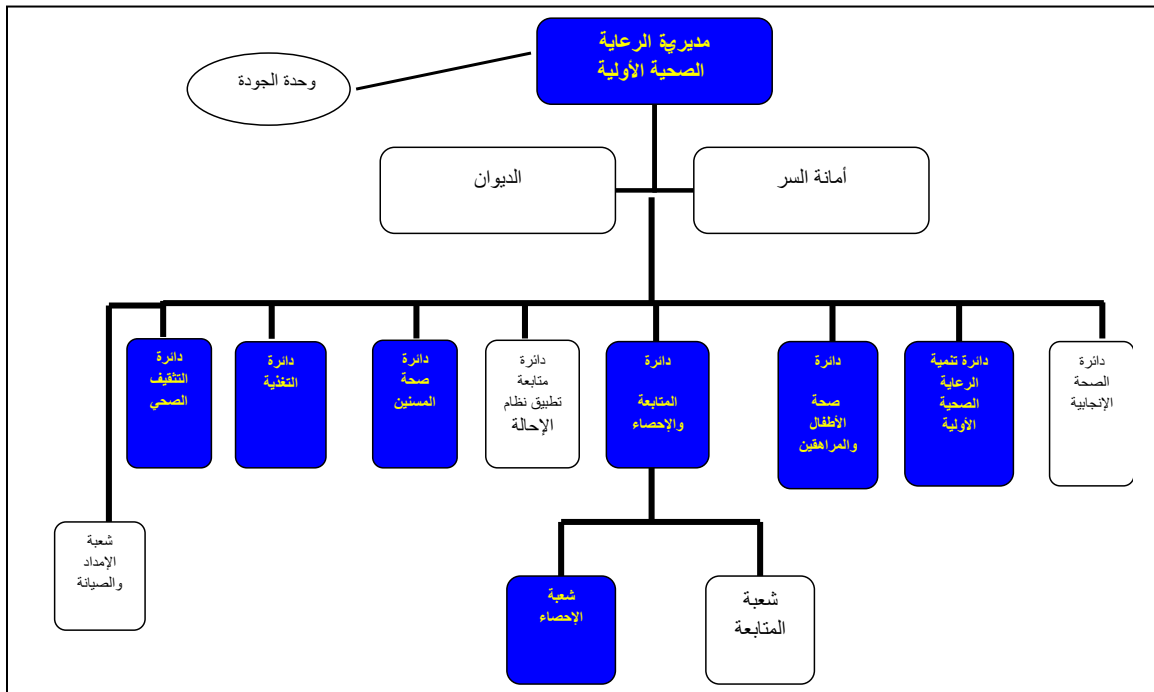 مديرية الرعاية
الصحية الأولية
وحدة الجودة
أمانة السر
الديوان
دائرة
الصحة
الإنجابية
دائرة تنمية
الرعاية
الصحية
الأولية
دائرة
صحة
الأطفال
والمراهقين
دائرة
المتابعة
والإحصاء
دائرة
متابعة
تطبيق نظام
الإحالة
دائرة
صحة
المسنين
دائرة
التغذية
دائرة
التثقيف
الصحي
شعبة
الإمداد
والصيانة
شعبة
المتابعة
شعبة
الإحصاء